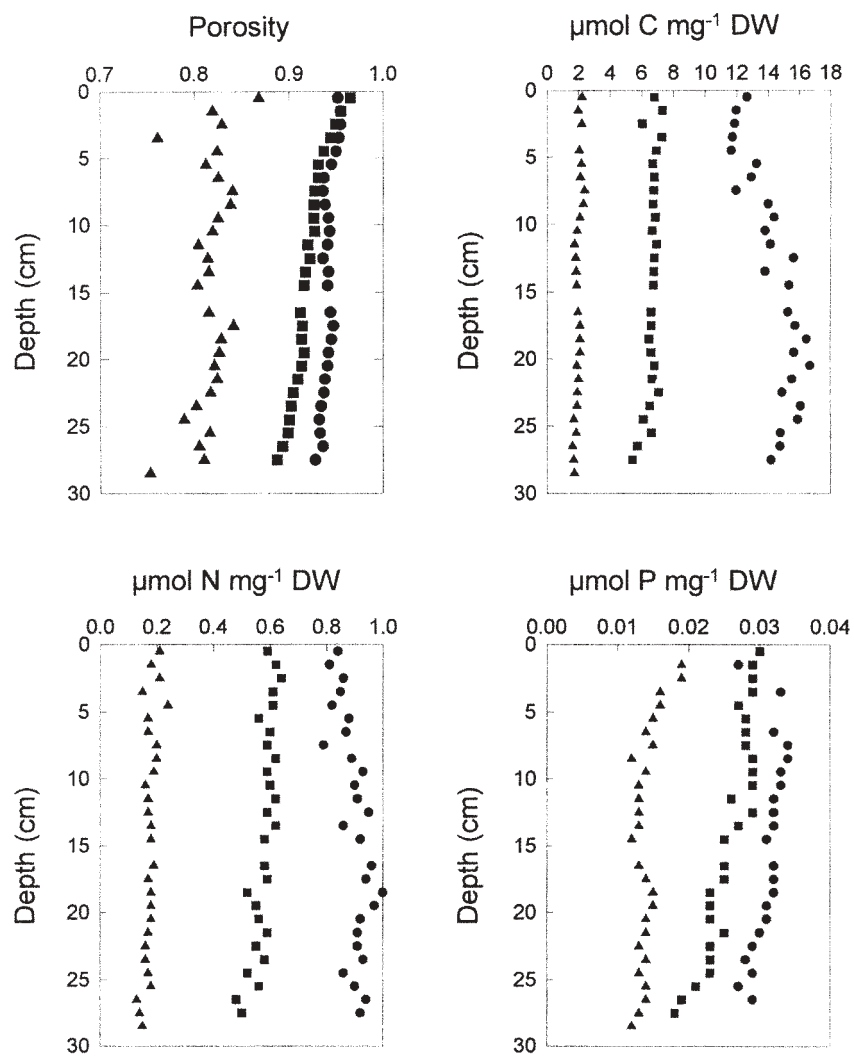 Porosity
0.7 0.8 0.9 1.0
0
5
10
15
20
25
30
Depth (cm)
µmol C mg-1 DW
0 2 4 6 8 10 12 14 16 18
0
5
10
15
20
25
30
Depth (cm)
µmol N mg-1 DW
0.0 0.2 0.4 0.6 0.8 1.0
0
5
10
15
20
25
30
Depth (cm)
µmol P mg-1 DW
0.00 0.01 0.02 0.03 0.04
0
5
10
15
20
25
30
Depth (cm)